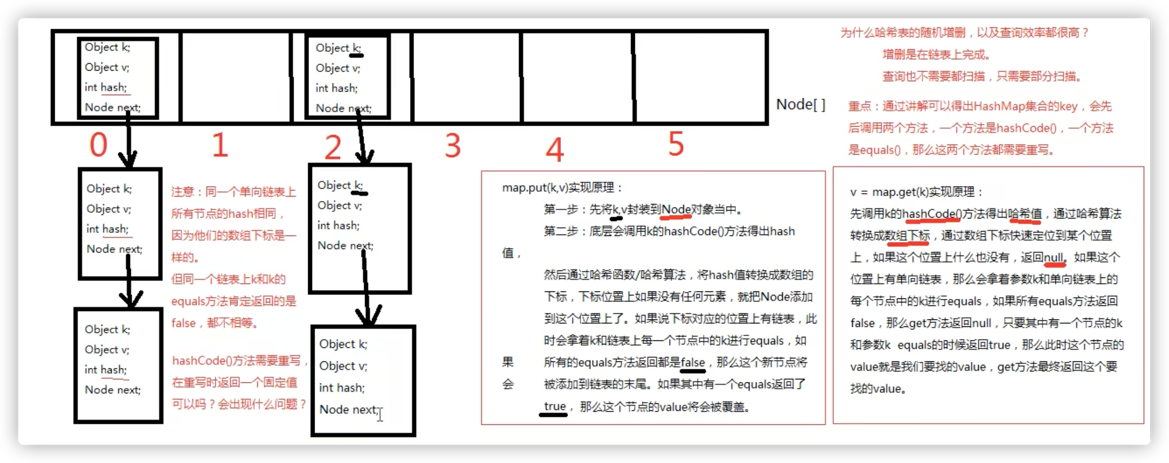 Object k;
Object v;
int hash;
Node next;
Object k;
Object v;
int hash;
Node next;
Node[ ]
0
1
2
3
4
5
Object k;
Object v;
int hash;
Node next;
Object k;
Object v;
int hash;
Node next;
Object k;
Object v;
int hash;
Node next;
Object k;
Object v;
int hash;
Node next;
注意：同一个单向链表上
所有节点的hash相同，
因为他们的数组下标是一
样的。
但同一个链表上k和k的
equals方法肯定返回的是
false，都不相等。
hashCode()方法需要重写，
在重写时返回一个固定值
可以吗？会出现什么问题？
map.put(k,v)实现原理：
第一步：先将k,v封装到Node对象当中。
第二步：底层会调用k的hashCode()方法得出hash
值，
然后通过哈希函数/哈希算法，将hash值转换成数组的
下标，下标位置上如果没有任何元素，就把Node添加
到这个位置上了。如果说下标对应的位置上有链表，此
时会拿着k和链表上每一个节点中的k进行equals，如
果 所有的equals方法返回都是false，那么这个新节点将
会 被添加到链表的末尾。如果其中有一个equals返回了
true，那么这个节点的value将会被覆盖。
为什么哈希表的随机增删，以及查询效率都很高？
增删是在链表上完成。
查询也不需要都扫描，只需要部分扫描。
重点：通过讲解可以得出HashMap集合的key，会先
后调用两个方法，一个方法是hashCode()，一个方法
是equals()，那么这两个方法都需要重写。
v = map.get(k)实现原理：
先调用k的hashCode()方法得出哈希值，通过哈希算法
转换成数组下标，通过数组下标快速定位到某个位置
上，如果这个位置上什么也没有，返回null。如果这个
位置上有单向链表，那么会拿着参数k和单向链表上的
每个节点中的k进行equals，如果所有equals方法返回
false，那么get方法返回null，只要其中有一个节点的k
和参数k equals的时候返回true，那么此时这个节点的
value就是我们要找的value，get方法最终返回这个要
找的value。